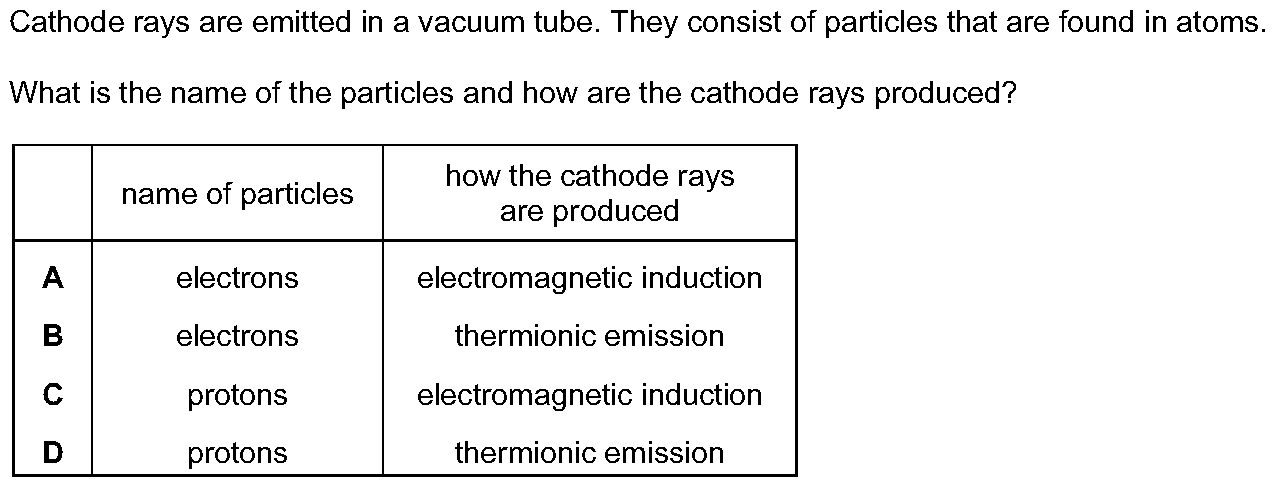 Cathode rays are emitted in a vacuum tube. They consist of particles that are found in atoms.
What is the name of the particles and how are the cathode rays produced?
name of particles how the cathode rays
are produced
A electrons electromagnetic induction
B electrons thermionic emission
C protons electromagnetic induction
D protons thermionic emission